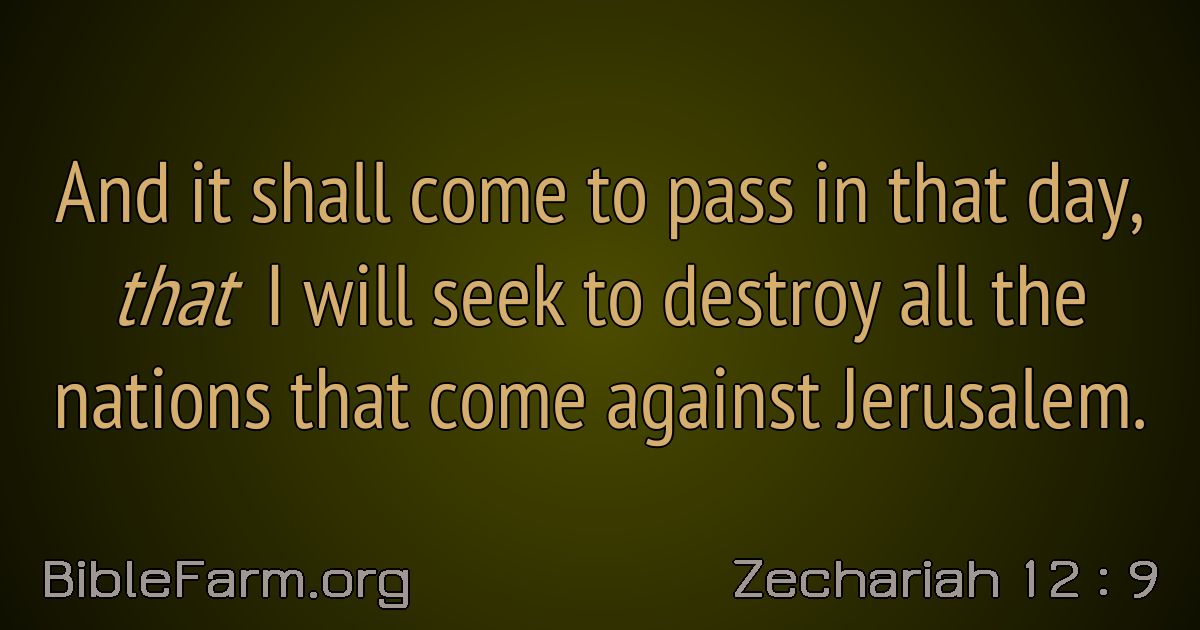 And it shall come to pass in that day,
that I will seek to destroy all the
nations that come against Jerusalem.
BibleFarm.org
Zechariah 12 : 9